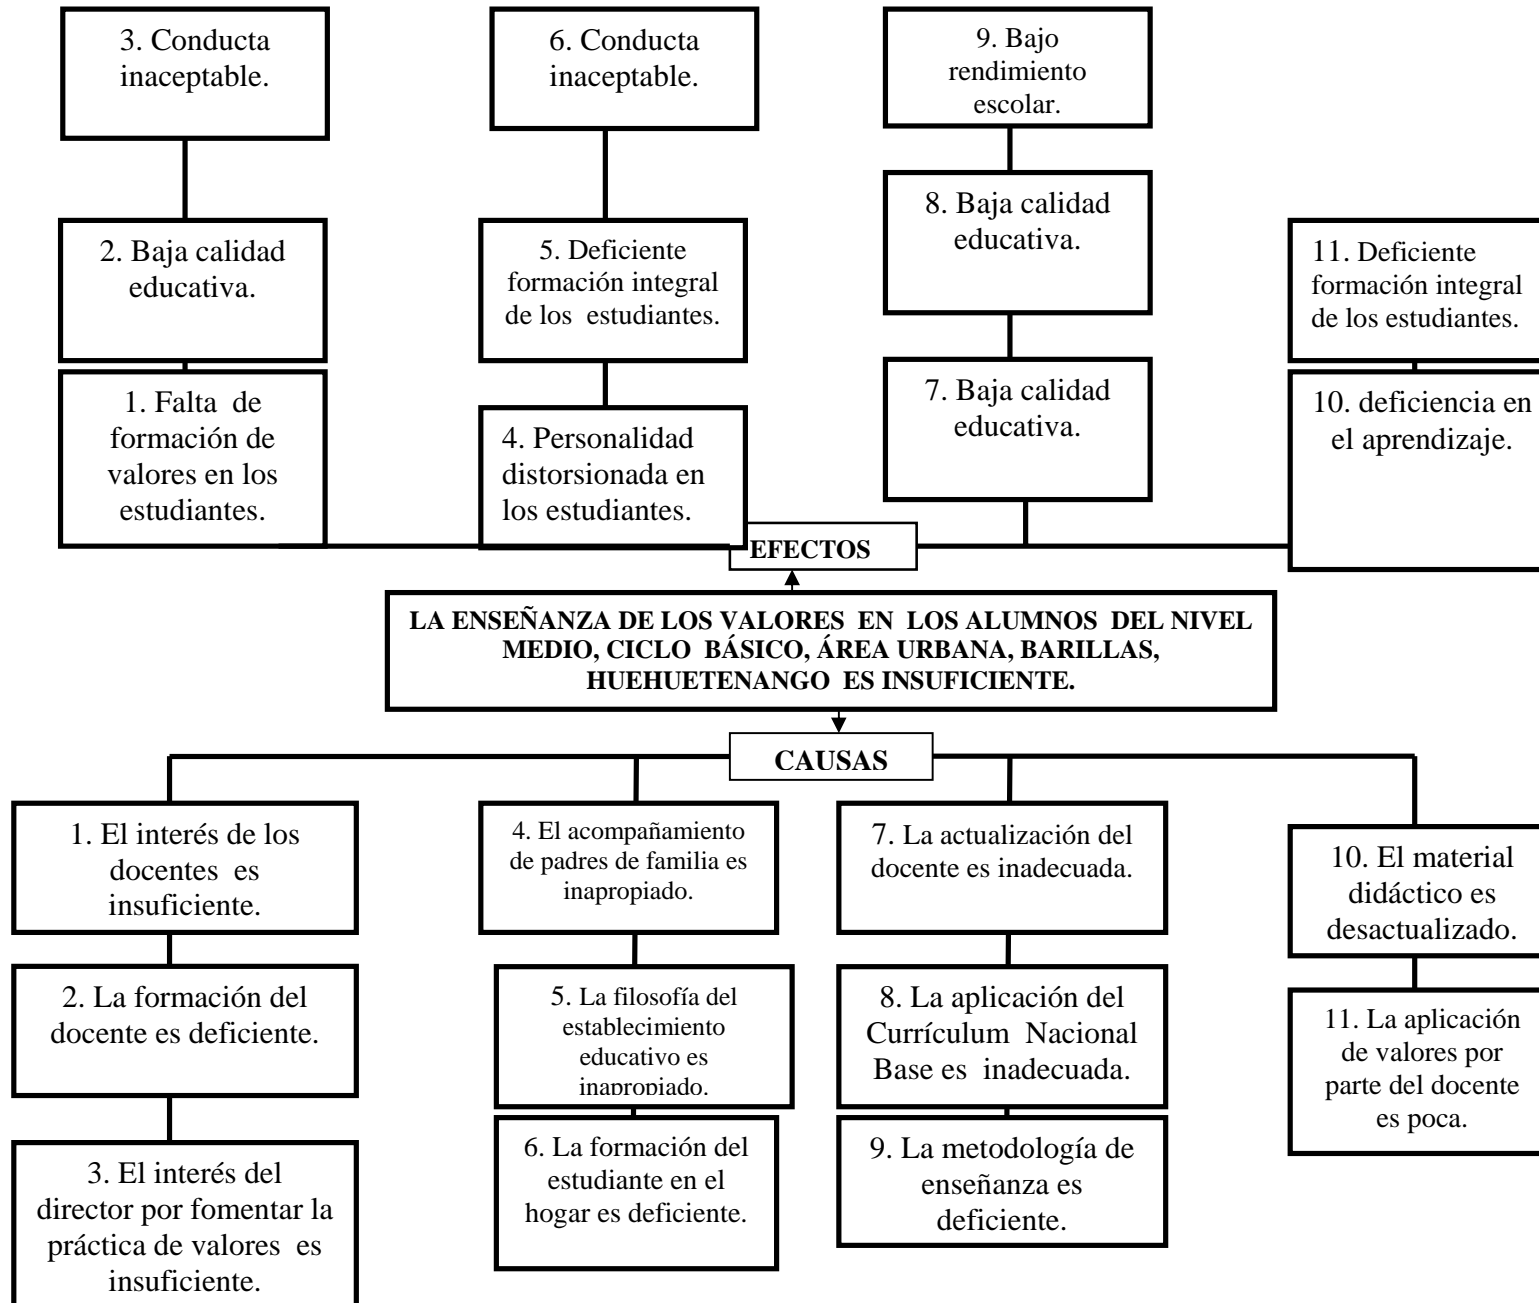 3. Conducta
inaceptable.
6. Conducta
inaceptable.
9. Bajo
rendimiento
escolar.
2. Baja calidad
educativa.
5. Deficiente
formación integral
de los estudiantes.
8. Baja calidad
educativa.
11. Deficiente
formación integral
de los estudiantes.
1. Falta de
formación de
valores en los
estudiantes.
4. Personalidad
distorsionada en
los estudiantes.
7. Baja calidad
educativa.
10. deficiencia en
el aprendizaje.
EFECTOS
LA ENSEÑANZA DE LOS VALORES EN LOS ALUMNOS DEL NIVEL
MEDIO, CICLO BÁSICO, ÁREA URBANA, BARILLAS,
HUEHUETENANGO ES INSUFICIENTE.
CAUSAS
1. El interés de los
docentes es
insuficiente.
4. El acompañamiento
de padres de familia es
inapropiado.
7. La actualización del
docente es inadecuada.
10. El material
didáctico es
desactualizado.
2. La formación del
docente es deficiente.
5. La filosofía del
establecimiento
educativo es
inapropiado.
8. La aplicación del
Currículum Nacional
Base es inadecuada.
11. La aplicación
de valores por
parte del docente
es poca.
3. El interés del
director por fomentar la
práctica de valores es
insuficiente.
6. La formación del
estudiante en el
hogar es deficiente.
9. La metodología de
enseñanza es
deficiente.